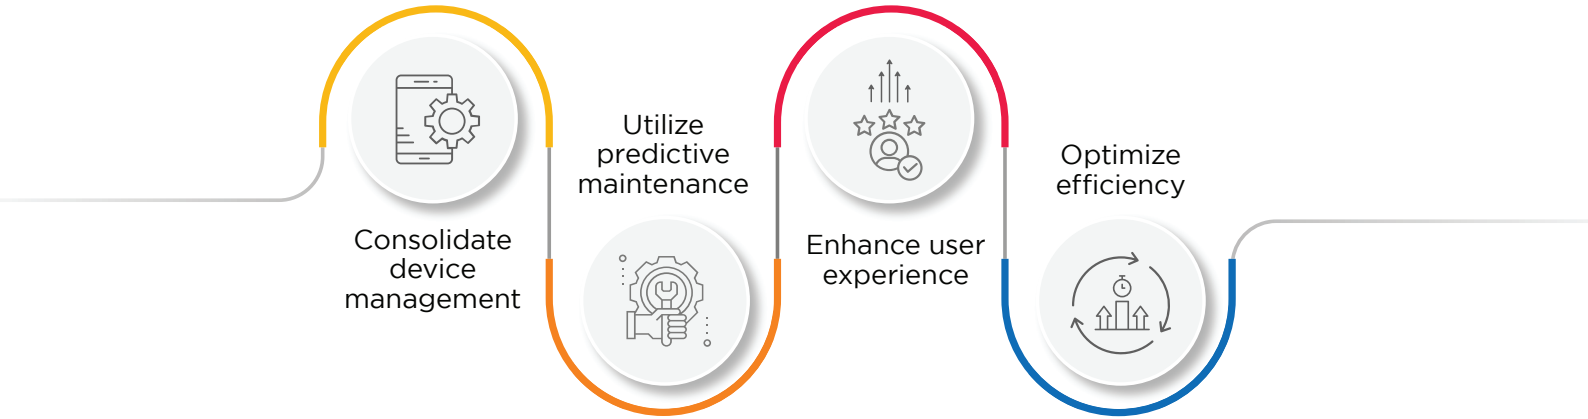 Consolidate
device
management
Utilize
predictive
maintenance
Enhance user
experience
Optimize
efficiency